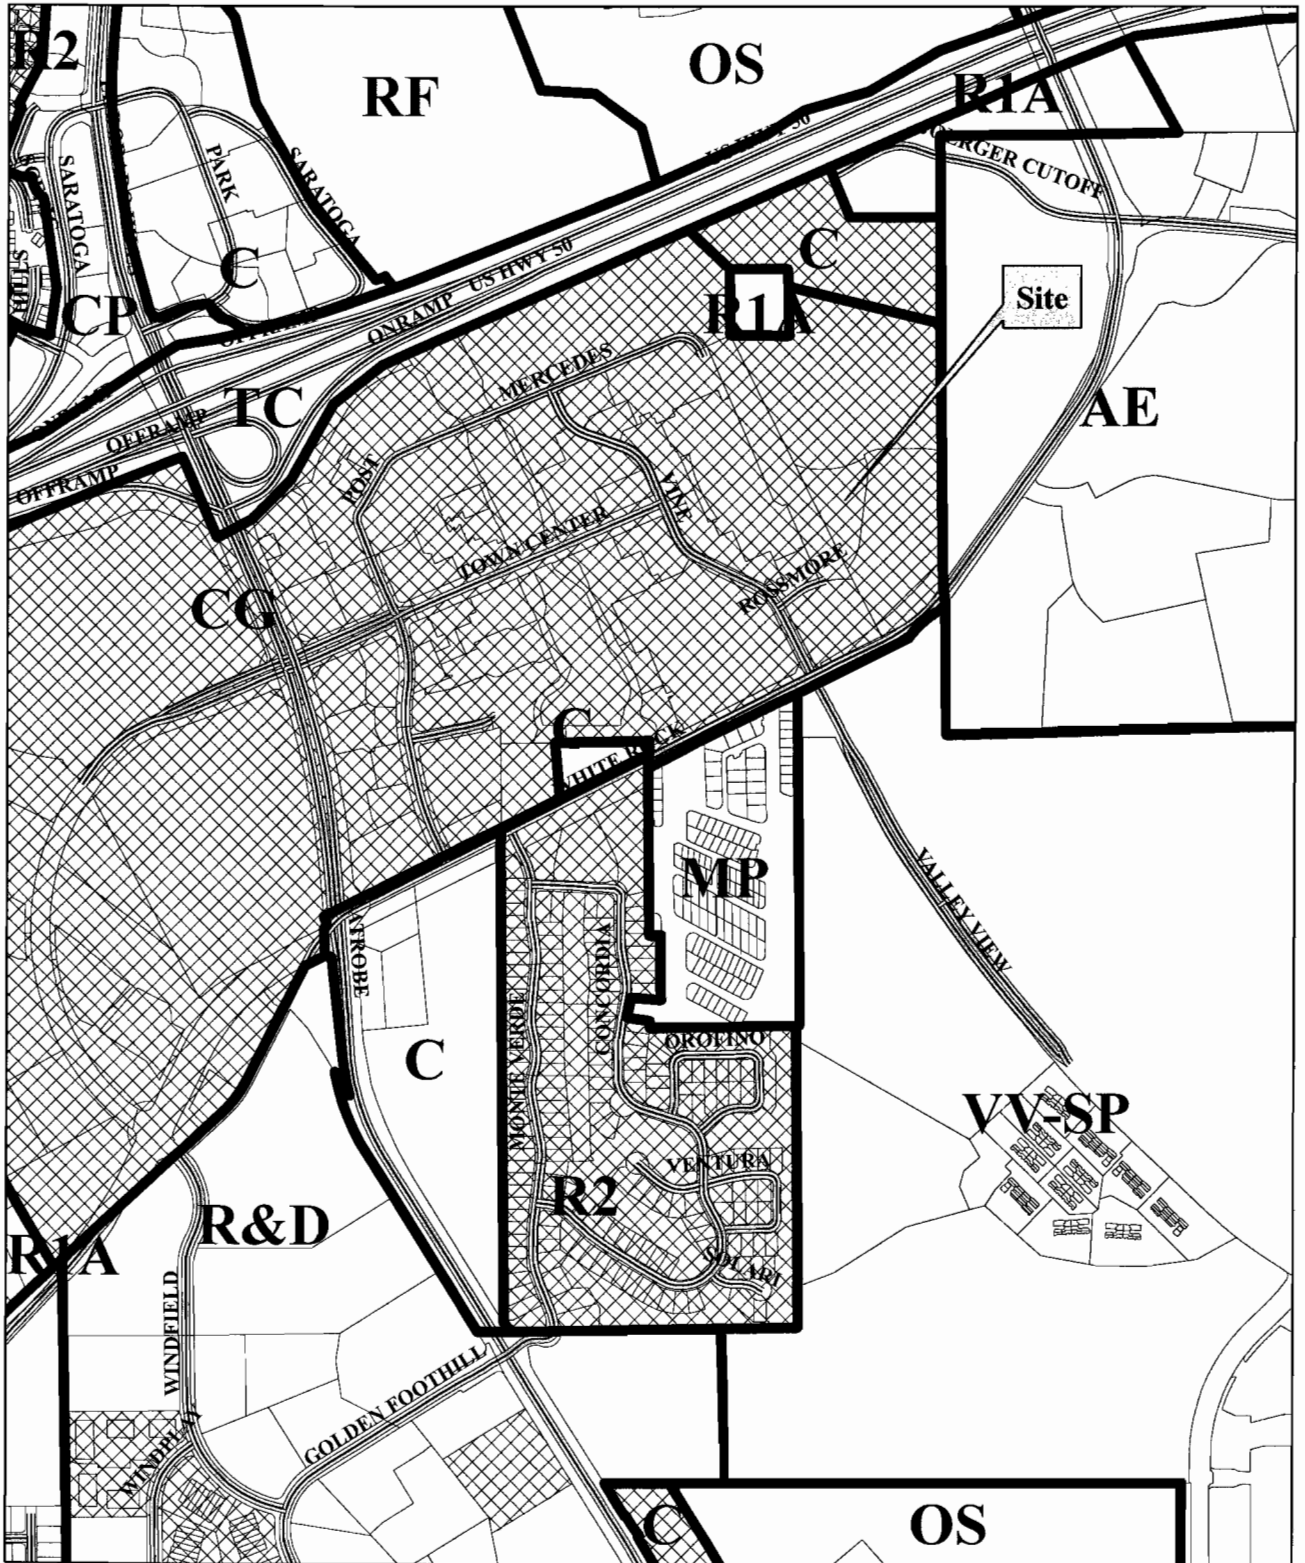 R2
OS
RF
R1A
US HWY 50
CUTOFF
PARK
SARATOGA
SARATOGA
C
C
US HWY 50
Site
CP
R1A
ONRAMP
OFFRAMP
MERCEDES
TC
AE
OFFRAMP
OFFRAMP
POST
VINE
TOWN CENTER
ROSSMORE
CG
C
WHITE ROCK
MP
VALLEY VIEW
CONCORDIA
C
OROFINO
MONTE VERDE
VV-SP
VENTURA
R2
R&D
R1A
SOLARI
WINDFIELD
GOLDEN FOOTHILL
WINDPLAY
C
OS